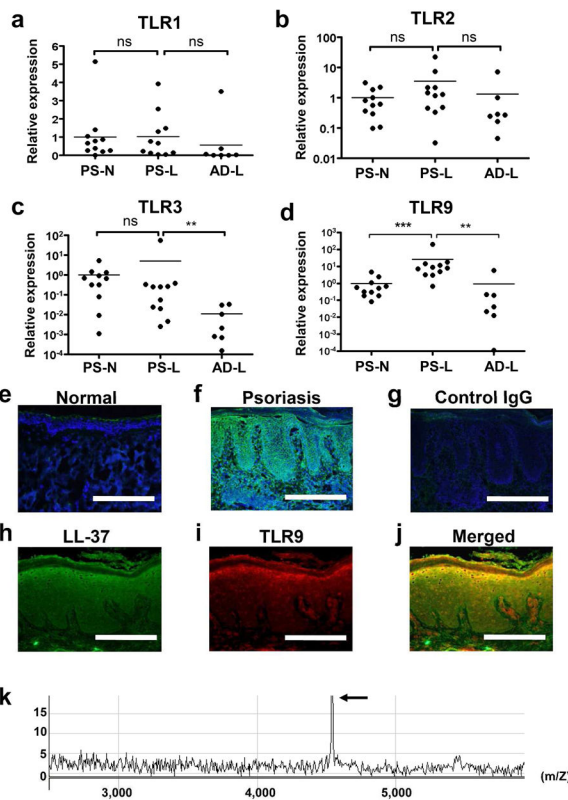 a
TLR1
Relative expression
6
5
4
3
2
1
0
ns
ns
PS-N
PS-L
AD-L
b
TLR2
Relative expression
100
10
1
0.1
0.01
ns
ns
PS-N
PS-L
AD-L
c
TLR3
Relative expression
10²
10¹
10⁰
10⁻¹
10⁻²
10⁻³
10⁻⁴
ns
**
PS-N
PS-L
AD-L
d
TLR9
Relative expression
10³
10²
10¹
10⁰
10⁻¹
10⁻²
10⁻³
10⁻⁴
***
**
PS-N
PS-L
AD-L
e
Normal
f
Psoriasis
g
Control IgG
h
LL-37
i
TLR9
j
Merged
k
15
10
5
0
3,000
4,000
5,000
(m/Z)